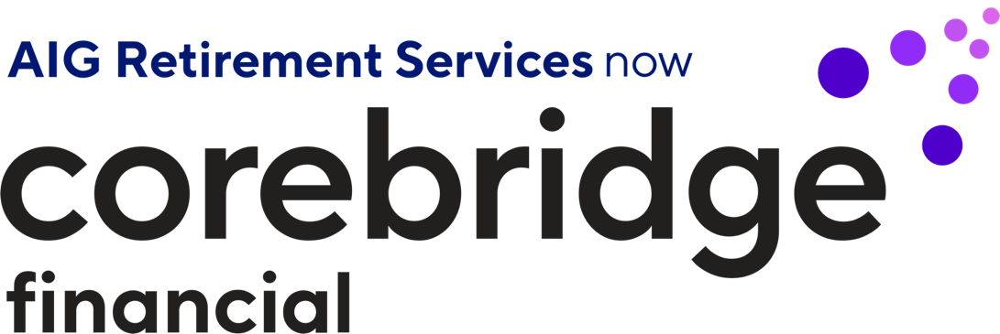 AIG Retirement Services now
corebridge
financial